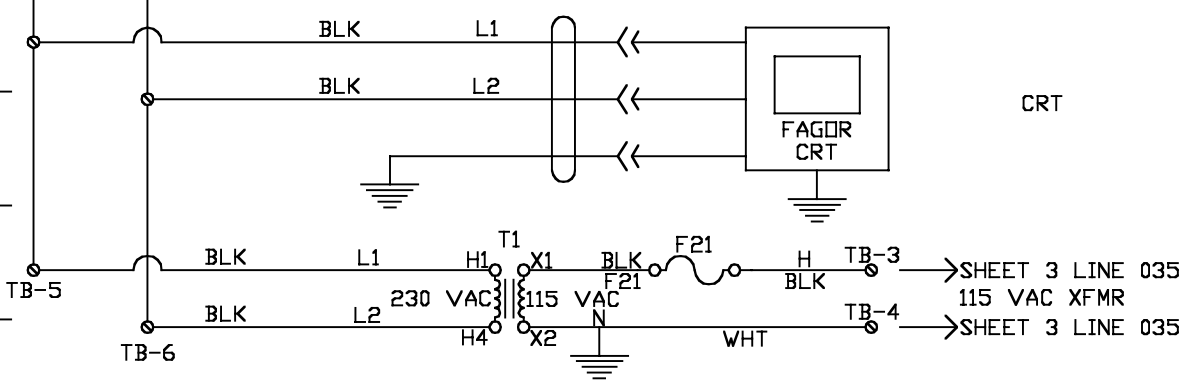 BLK L1
BLK L2
CRT
FAGOR
CRT
T1
F21
BLK L1 H1 X1 BLK H TB-3
F21 BLK
SHEET 3 LINE 035
TB-5
230 VAC 115 VAC
115 VAC XFMR
BLK L2 N TB-4
SHEET 3 LINE 035
H4 X2 WHT
TB-6